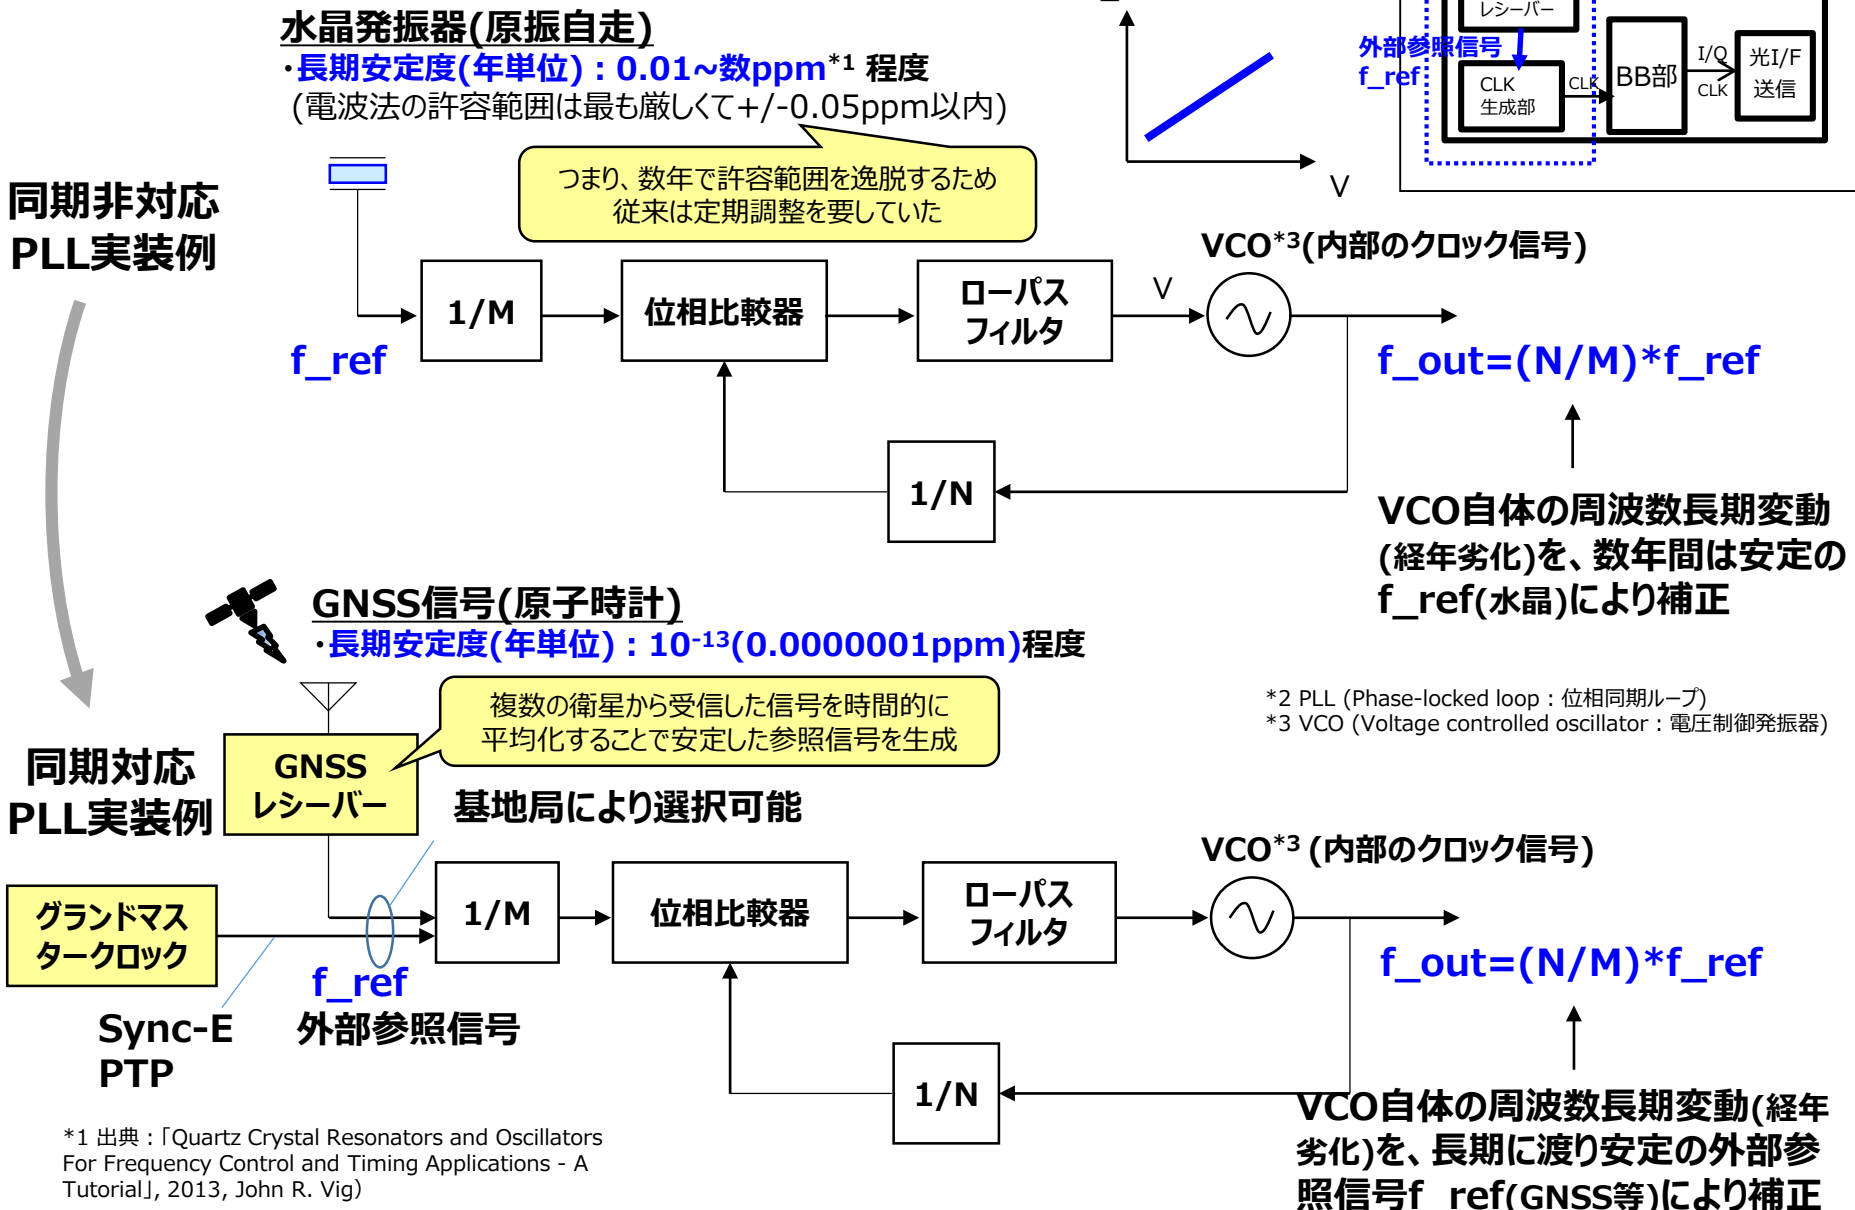 水晶発振器(原振自走)
・長期安定度(年単位)：0.01~数ppm*1 程度
(電波法の許容範囲は最も厳しくて+/-0.05ppm以内)
つまり、数年で許容範囲を逸脱するため
従来は定期調整を要していた
V
レシーバー
外部参照信号
f_ref
CLK
生成部
CLK
BB部
I/Q
CLK
光I/F
送信
同期非対応
PLL実装例
f_ref
1/M
位相比較器
ローパス
フィルタ
V
VCO*3(内部のクロック信号)
f_out=(N/M)*f_ref
1/N
VCO自体の周波数長期変動
(経年劣化)を、数年間は安定の
f_ref(水晶)により補正
GNSS信号(原子時計)
・長期安定度(年単位)：10-13(0.0000001ppm)程度
複数の衛星から受信した信号を時間的に
平均化することで安定した参照信号を生成
*2 PLL (Phase-locked loop：位相同期ループ)
*3 VCO (Voltage controlled oscillator：電圧制御発振器)
同期対応
PLL実装例
GNSS
レシーバー
基地局により選択可能
グランドマス
タークロック
Sync-E
PTP
f_ref
外部参照信号
1/M
位相比較器
ローパス
フィルタ
VCO*3 (内部のクロック信号)
f_out=(N/M)*f_ref
1/N
VCO自体の周波数長期変動(経年
劣化)を、長期に渡り安定の外部参
照信号f_ref(GNSS等)により補正
*1 出典：「Quartz Crystal Resonators and Oscillators
For Frequency Control and Timing Applications - A
Tutorial」, 2013, John R. Vig）